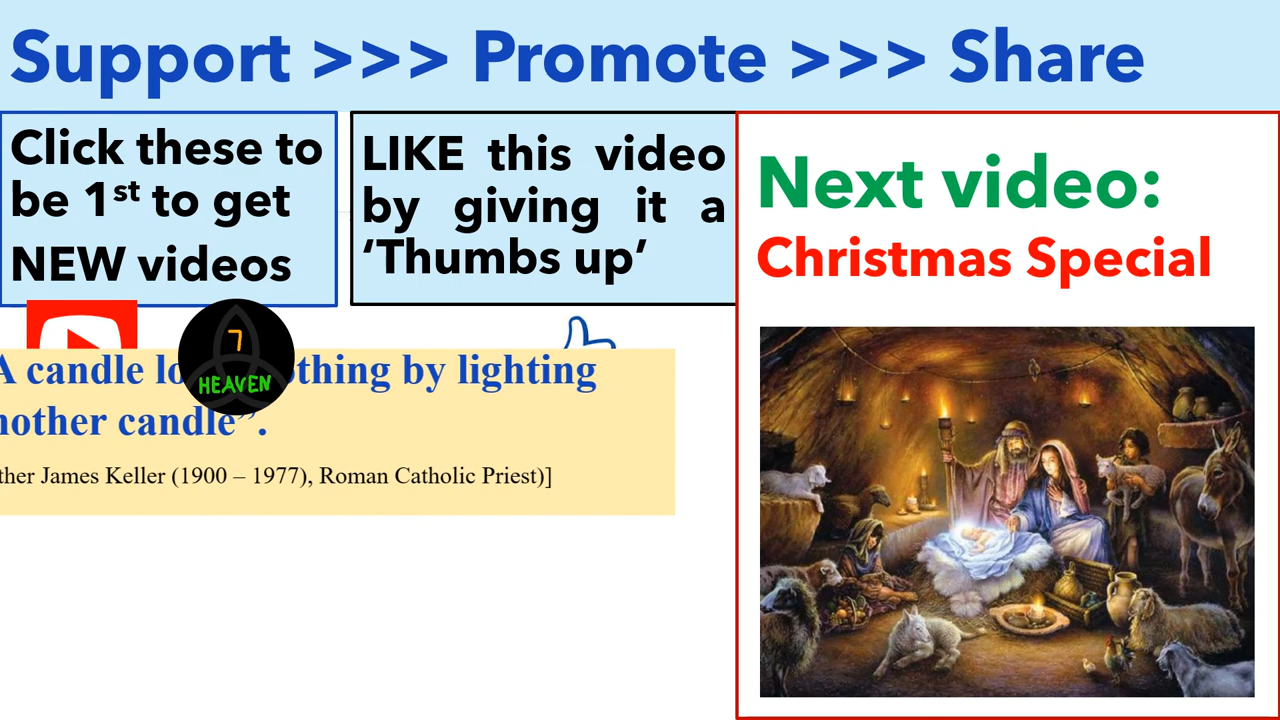 Support >>> Promote >>> Share
Click these to
be 1st to get
NEW videos
LIKE this video
by giving it a
‘Thumbs up’
Next video:
Christmas Special
7
HEAVEN
A candle lo thing by lighting
nother candle”.
ther James Keller (1900 – 1977), Roman Catholic Priest)]